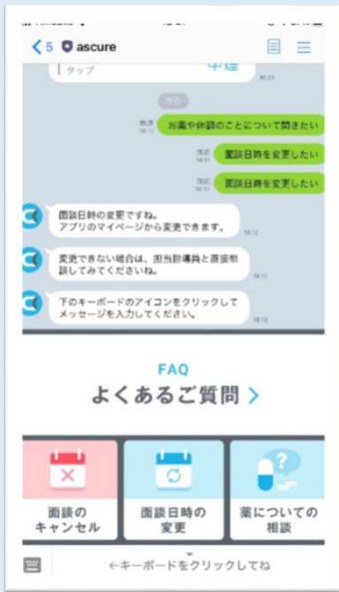 5 ascure
タップ
お薬や体調のことについて聞きたい
面談日時を変更したい
面談日時を変更したい
面談日時の変更ですね。
アプリのマイページから変更できます。
変更できない場合は、担当指導員と直接相
談してみてくださいね。
下のキーボードのアイコンをクリックして
メッセージを入力してください。
FAQ
よくあるご質問
面談の
キャンセル
面談日時の
変更
薬についての
相談
←キーボードをクリックしてね